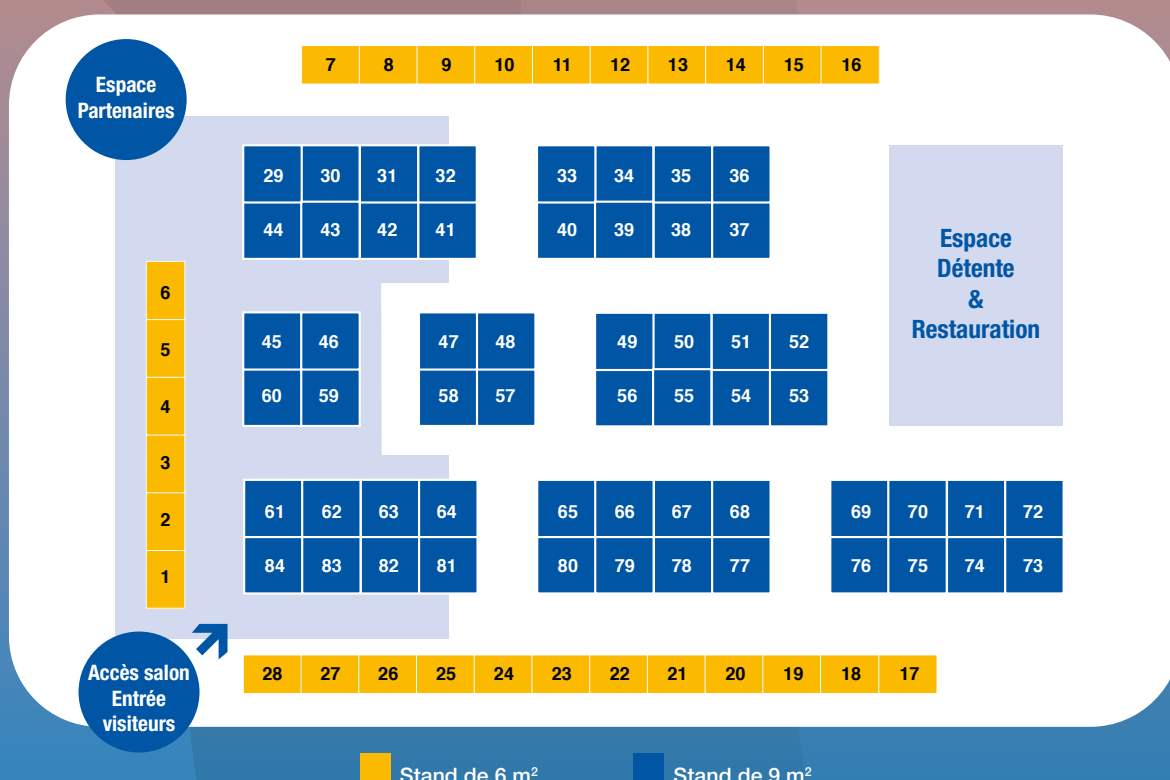 Espace
Partenaires
7 8 9 10 11 12 13 14 15 16
29 30 31 32 33 34 35 36
44 43 42 41 40 39 38 37
Espace
Détente
&
Restauration
6
5
4
3
2
1
45 46 47 48 49 50 51 52
60 59 58 57 56 55 54 53
61 62 63 64 65 66 67 68 69 70 71 72
84 83 82 81 80 79 78 77 76 75 74 73
Accès salon
Entrée
visiteurs
28 27 26 25 24 23 22 21 20 19 18 17
Stand de 6 m² Stand de 9 m²